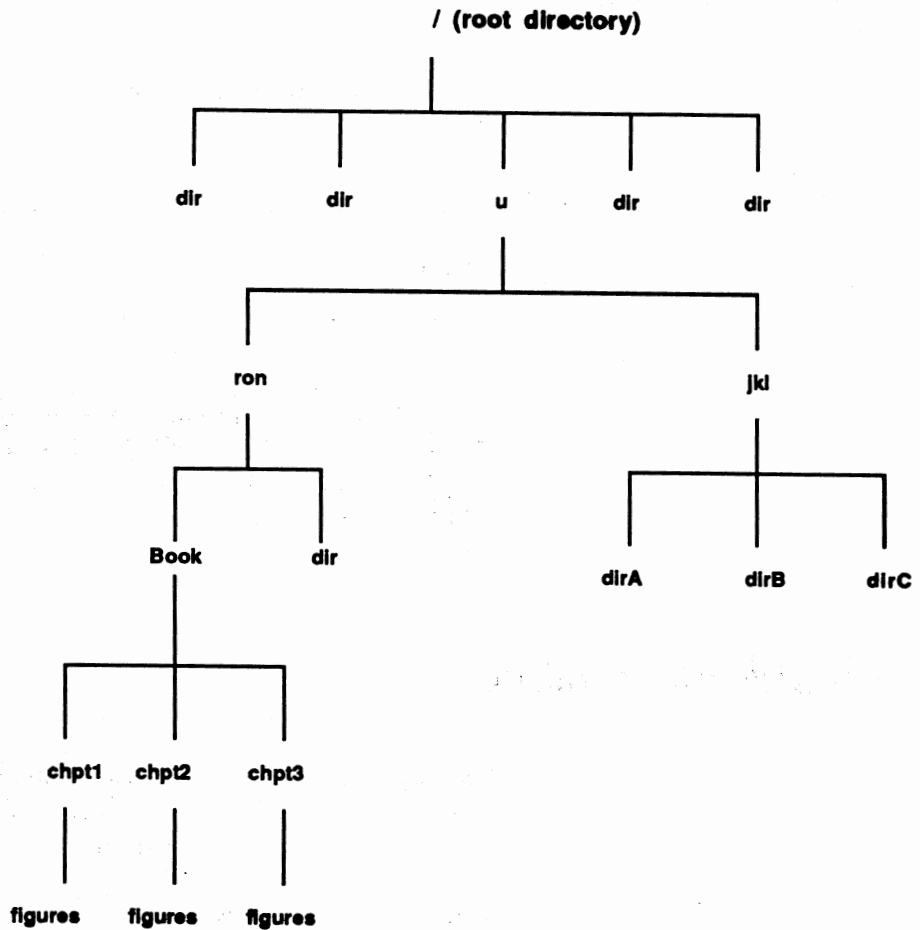 / (root directory)
dir dir u dir dir
ron jkl
Book dir
dirA dirB dirC
chpt1 chpt2 chpt3
figures figures figures